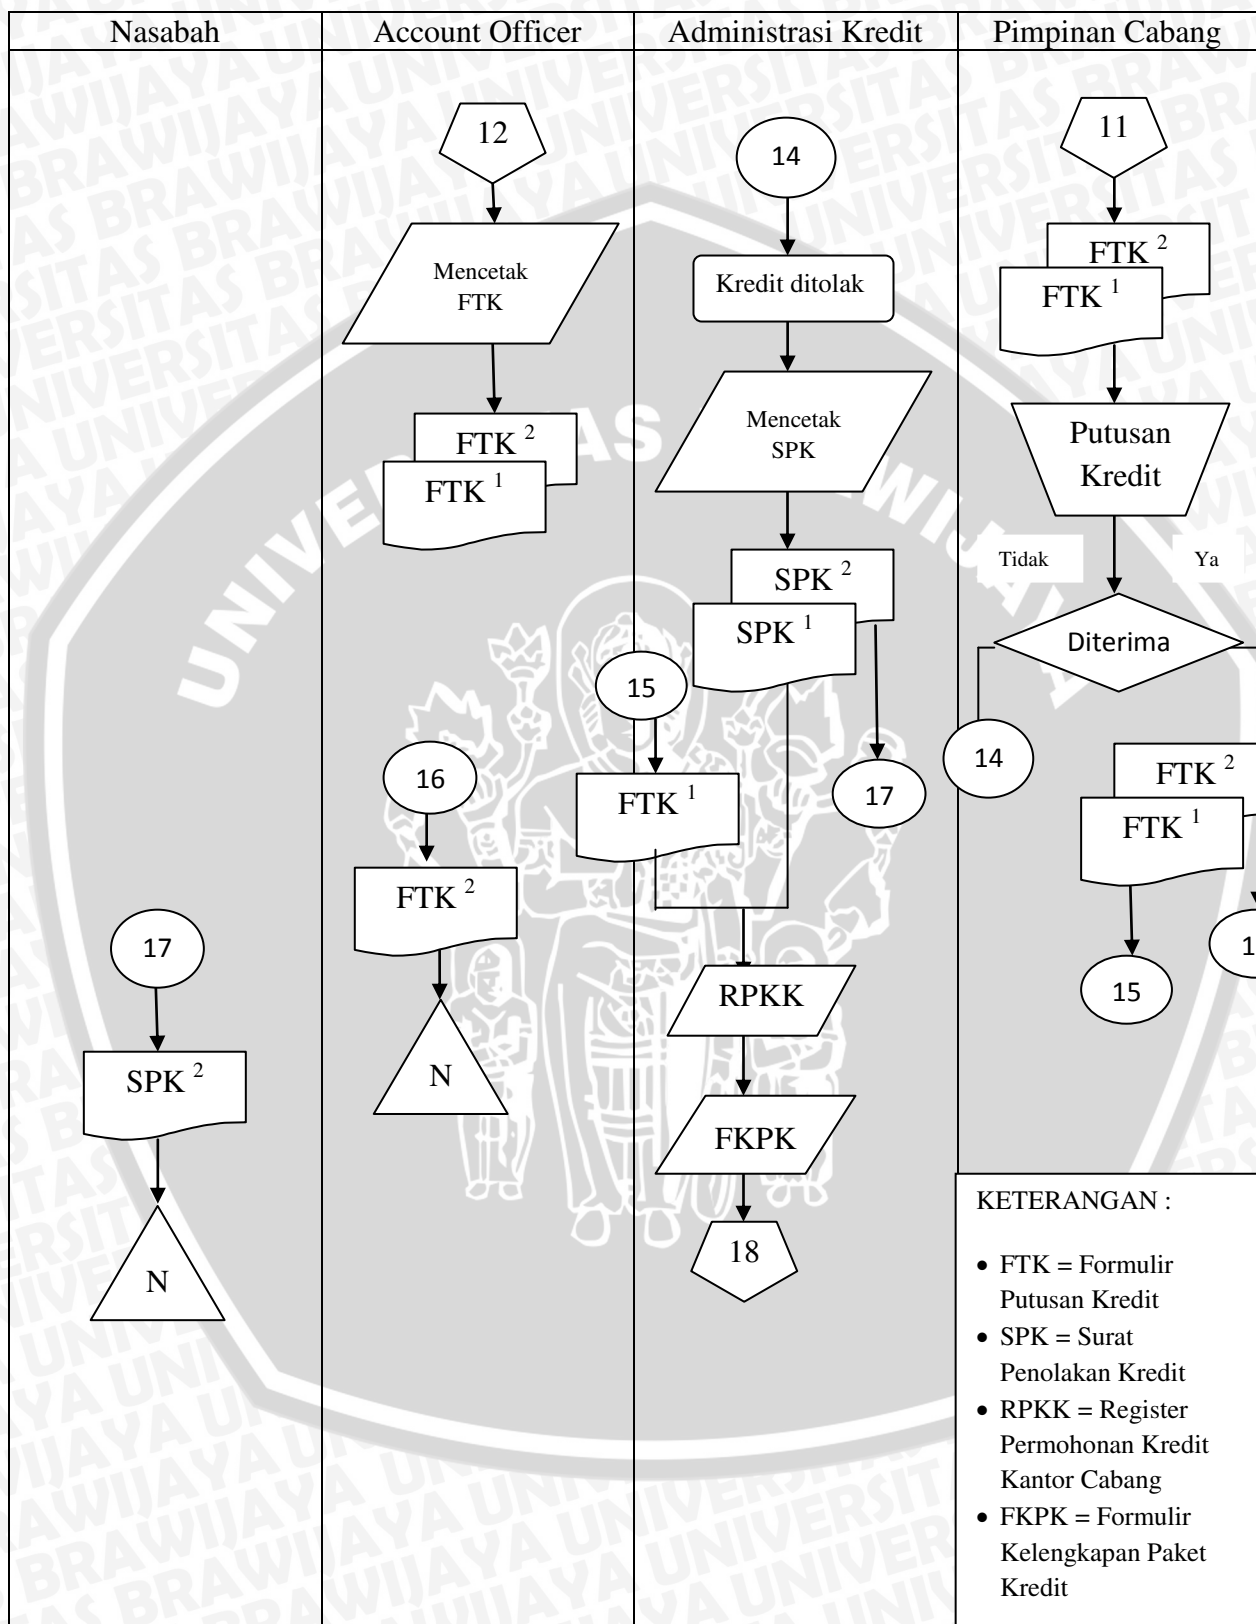 Nasabah
Account Officer
Administrasi Kredit
Pimpinan Cabang
17
SPK 2
N
12
Mencetak
FTK
FTK 2
FTK 1
16
FTK 2
N
14
Kredit ditolak
Mencetak
SPK
SPK 2
SPK 1
15
FTK 1
17
RPKK
FKPK
18
11
FTK 2
FTK 1
Putusan
Kredit
Tidak
Ya
Diterima
14
FTK 2
FTK 1
15
KETERANGAN :
• FTK = Formulir
Putusan Kredit
• SPK = Surat
Penolakan Kredit
• RPKK = Register
Permohonan Kredit
Kantor Cabang
• FKPK = Formulir
Kelengkapan Paket
Kredit
UNIVERSITAS BRAWIJAYA